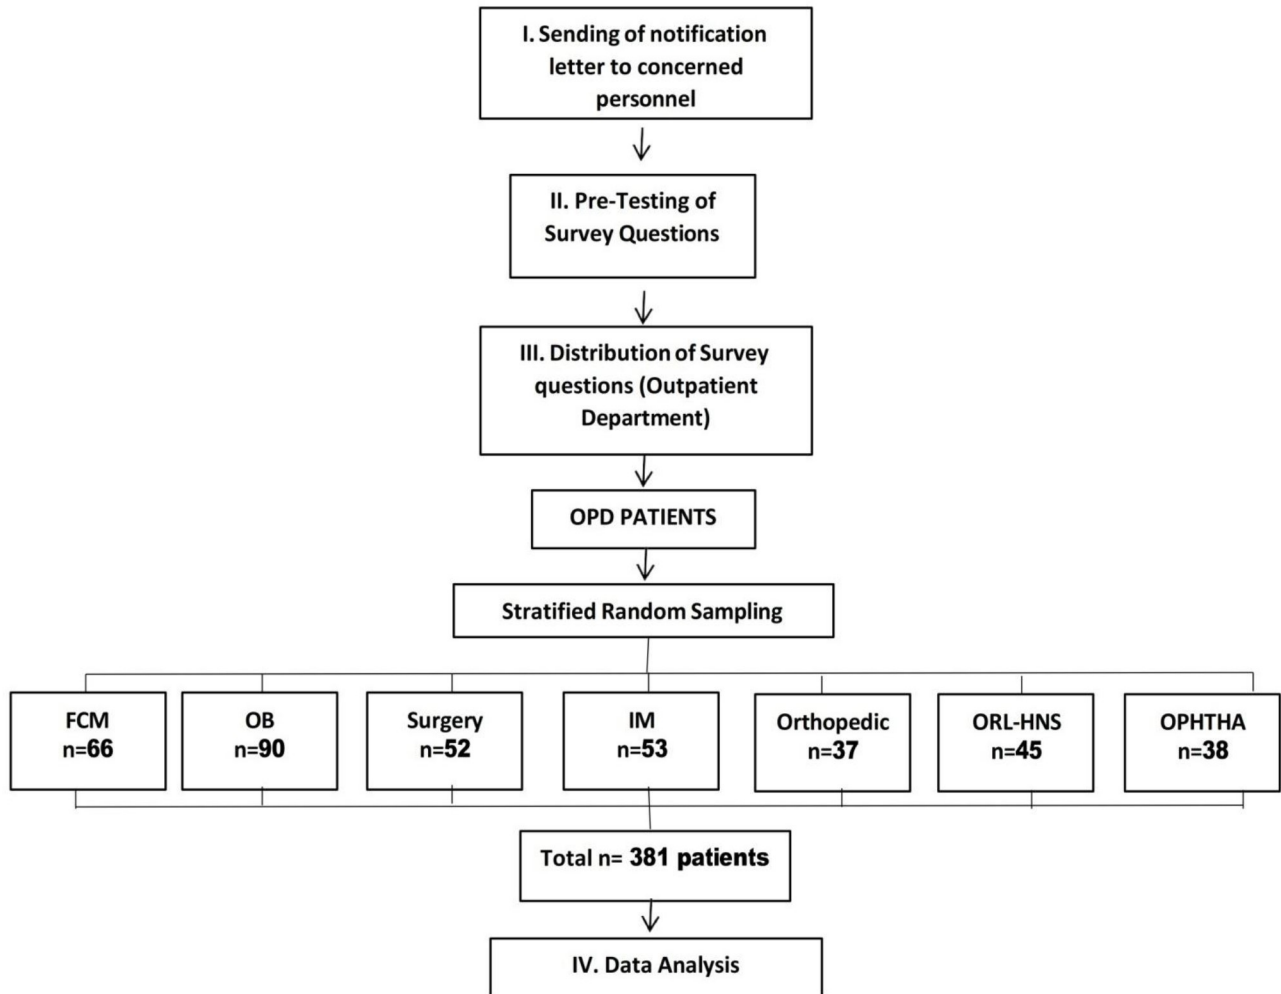 I. Sending of notification
letter to concerned
personnel
II. Pre-Testing of
Survey Questions
III. Distribution of Survey
questions (Outpatient
Department)
OPD PATIENTS
Stratified Random Sampling
FCM
n=66
OB
n=90
Surgery
n=52
IM
n=53
Orthopedic
n=37
ORL-HNS
n=45
OPHTHA
n=38
Total n= 381 patients
IV. Data Analysis